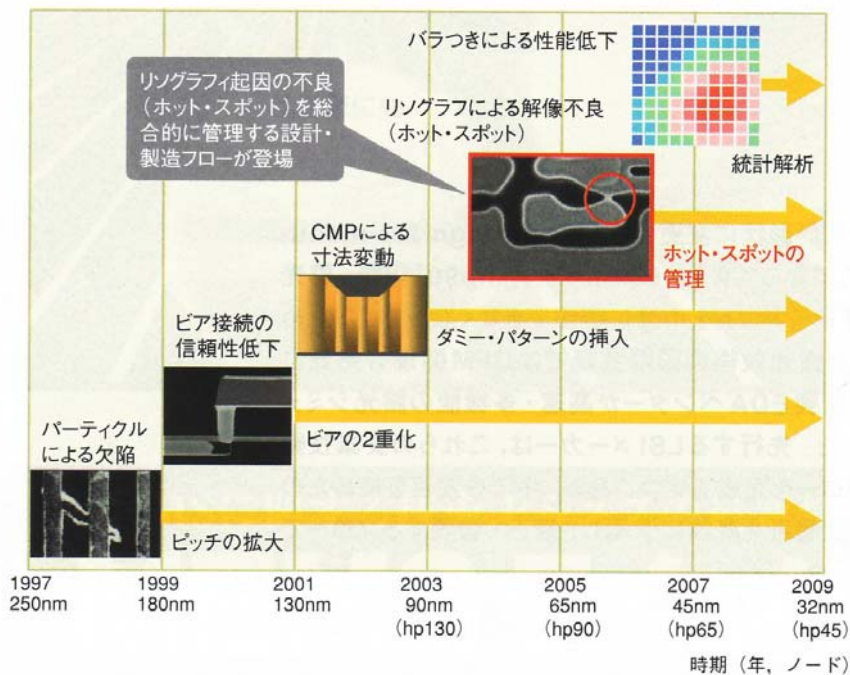 バラつきによる性能低下
リソグラフィ起因の不良
(ホット・スポット)を総
合的に管理する設計・
製造フローが登場
リソグラフによる解像不良
(ホット・スポット)
統計解析
CMPによる
寸法変動
ホット・スポットの
管理
ビア接続の
信頼性低下
ダミー・パターンの挿入
パーティクル
による欠陥
ビアの2重化
ピッチの拡大
1997 1999 2001 2003 2005 2007 2009
250nm 180nm 130nm 90nm 65nm 45nm 32nm
(hp130) (hp90) (hp65) (hp45)
時期(年,ノード)